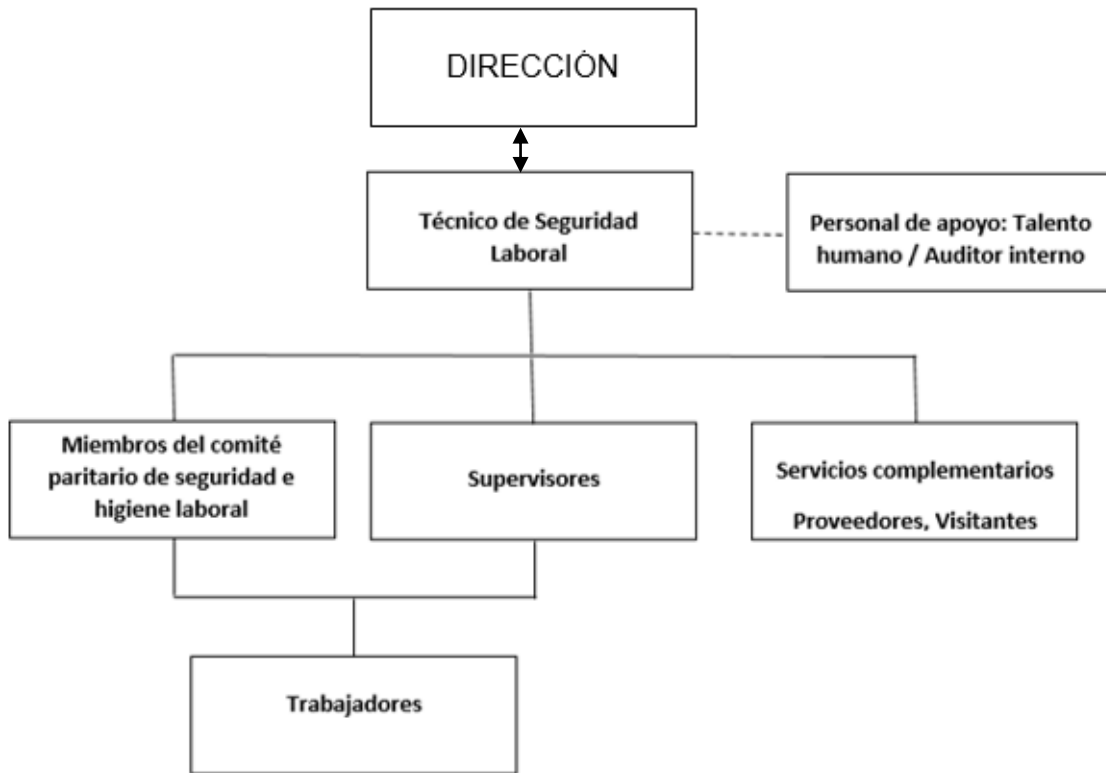 DIRECCIÓN
Técnico de Seguridad
Laboral
Personal de apoyo: Talento
humano / Auditor interno
Miembros del comité
paritario de seguridad e
higiene laboral
Supervisores
Servicios complementarios
Proveedores, Visitantes
Trabajadores